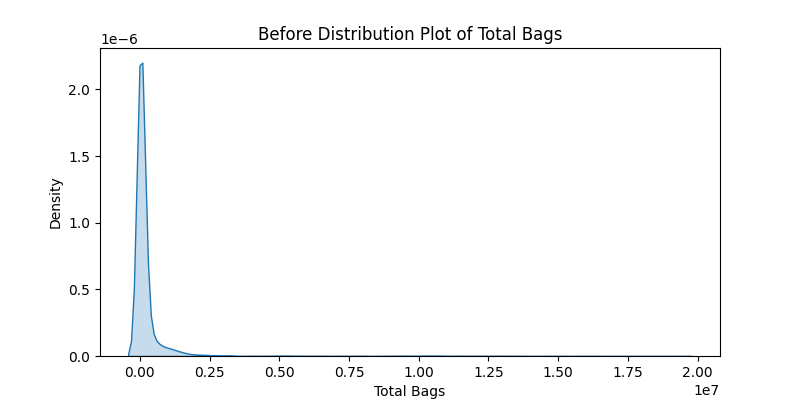 Before Distribution Plot of Total Bags
1e−6
2.0
1.5
1.0
0.5
0.0
Density
0.00 0.25 0.50 0.75 1.00 1.25 1.50 1.75 2.00
Total Bags
1e7